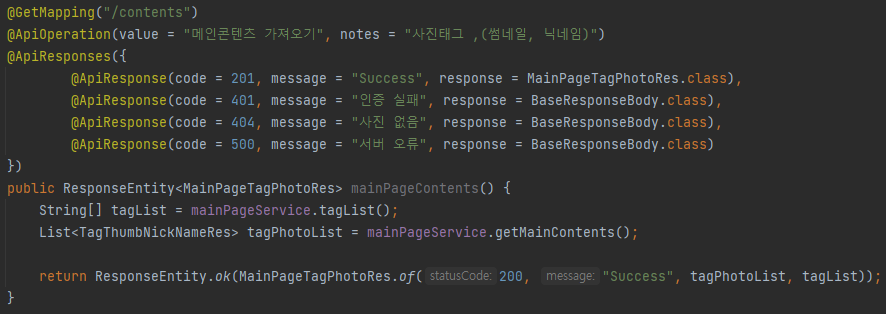 @GetMapping("/contents")
@ApiOperation(value = "메인콘텐츠 가져오기", notes = "사진태그 ,(썸네일, 닉네임)")
@ApiResponses({
        @ApiResponse(code = 201, message = "Success", response = MainPageTagPhotoRes.class),
        @ApiResponse(code = 401, message = "인증 실패", response = BaseResponseBody.class),
        @ApiResponse(code = 404, message = "사진 없음", response = BaseResponseBody.class),
        @ApiResponse(code = 500, message = "서버 오류", response = BaseResponseBody.class)
})
public ResponseEntity<MainPageTagPhotoRes> mainPageContents() {
    String[] tagList = mainPageService.tagList();
    List<TagThumbNickNameRes> tagPhotoList = mainPageService.getMainContents();
    return ResponseEntity.ok(MainPageTagPhotoRes.of( statusCode: 200, message: "Success", tagPhotoList, tagList));
}